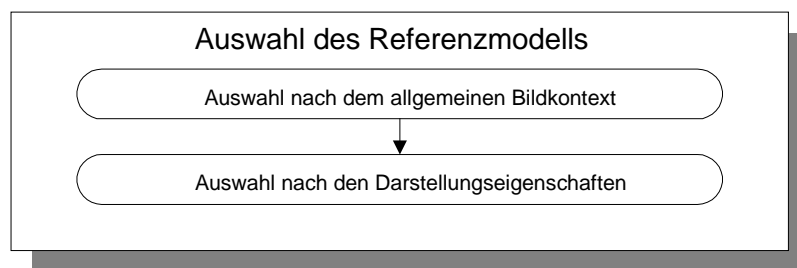 Auswahl des Referenzmodells
Auswahl nach dem allgemeinen Bildkontext
Auswahl nach den Darstellungseigenschaften